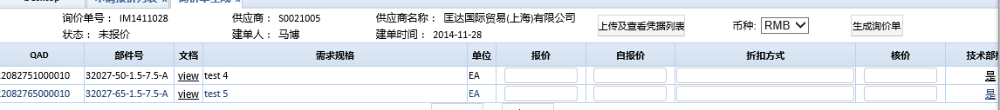 询价单号： IM1411028 供应商： S0021005 供应商名称： 匡达国际贸易(上海)有限公司 上传及查看凭据列表 币种: RMB 生成询价单
状态： 未报价 建单人： 马博 建单时间： 2014-11-28
QAD 部件号 文档 需求规格 单位 报价 自报价 折扣方式 核价 技术部
2082751000010 32027-50-1.5-7.5-A view test 4 EA 是
2082765000010 32027-65-1.5-7.5-A view test 5 EA 是